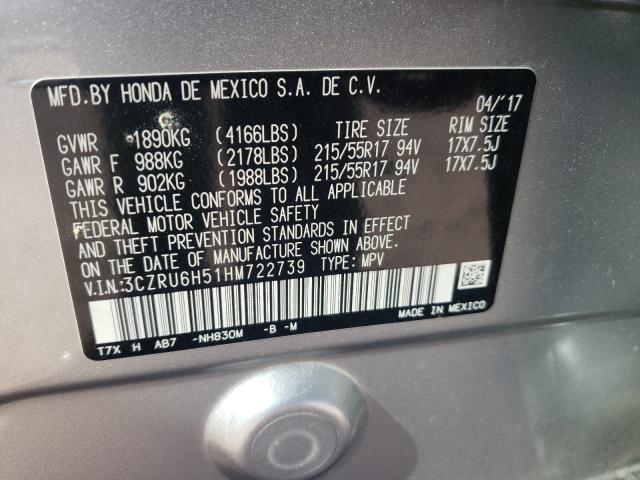 MFD. BY HONDA DE MEXICO S.A. DE C.V.
04/'17
GVWR 1890KG (4166LBS) TIRE SIZE RIM SIZE
GAWR F 988KG (2178LBS) 215/55R17 94V 17X7.5J
GAWR R 902KG (1988LBS) 215/55R17 94V 17X7.5J
THIS VEHICLE CONFORMS TO ALL APPLICABLE
FEDERAL MOTOR VEHICLE SAFETY
AND THEFT PREVENTION STANDARDS IN EFFECT
ON THE DATE OF MANUFACTURE SHOWN ABOVE.
V.I.N:3CZRU6H51HM722739 TYPE: MPV
MADE IN MEXICO
T7X H AB7 -NH830M -B -M